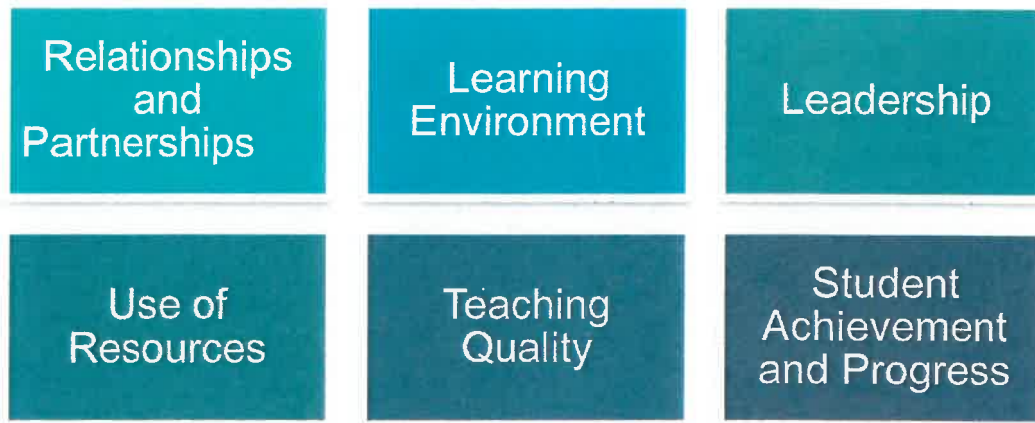 Relationships
and
Partnerships
Learning
Environment
Leadership
Use of
Resources
Teaching
Quality
Student
Achievement
and Progress